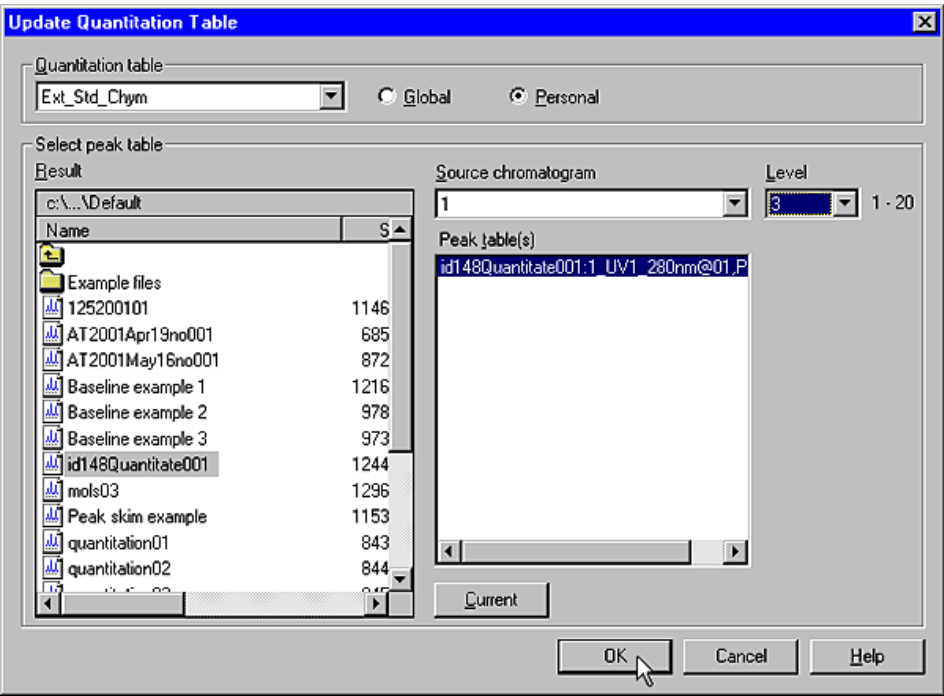 Update Quantitation Table
Quantitation table
Ext_Std_Chym
Global
Personal
Select peak table
Result
c:\...\Default
Name S
Example files
125200101 1146
AT2001Apr19no001 685
AT2001May16no001 872
Baseline example 1 1216
Baseline example 2 978
Baseline example 3 973
id148Quantitate001 1244
mols03 1296
Peak skim example 1153
quantitation01 843
quantitation02 844
Source chromatogram
1
Level
3 1 - 20
Peak table(s)
id148Quantitate001:1_UV1_280nm@01,P
Current
OK
Cancel
Help